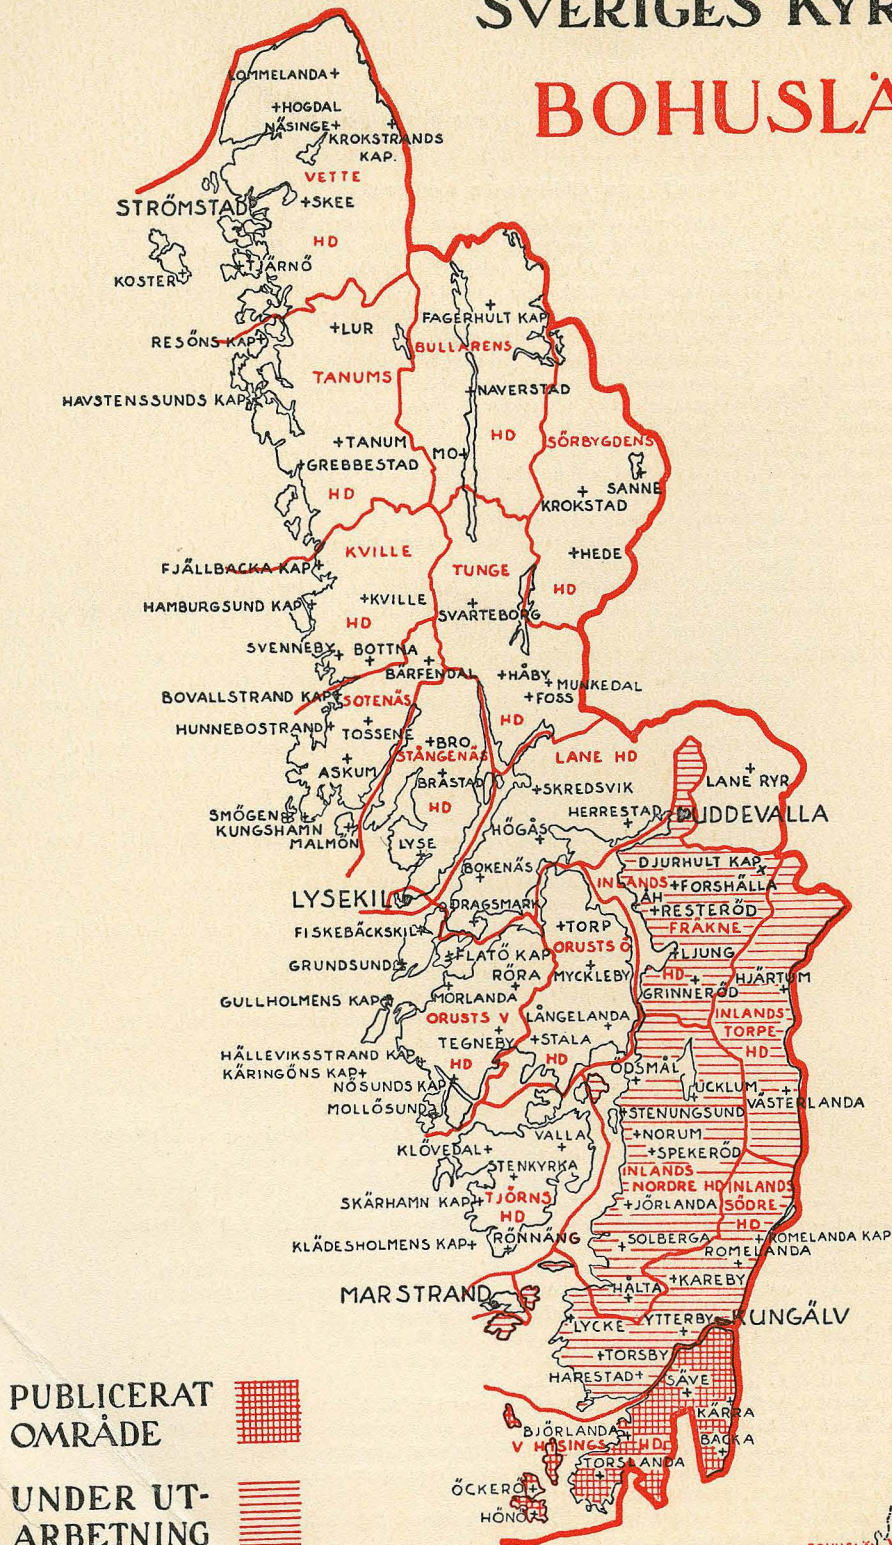 SVERIGES KYR
BOHUSLÄ
LOMMELANDA
HOGDAL
NÄSINGE
KROKSTRANDS
KAP.
VETTE
STRÖMSTAD
SKEE
HD
TJÄRNÖ
KOSTER
FAGERHULT KAP
LUR
RESÖNS KAP
BULLARENS
TANUMS
NAVERSTAD
HAVSTENSSUNDS KAP
HD
SÖRBYGDENS
TANUM
MO
GREBBESTAD
SANNE
HD
KROKSTAD
KVILLE
HEDE
FJÄLLBACKA KAP
TUNGE
HD
KVILLE
HAMBURGSUND KAP
SVARTEBORG
HD
SVENNEBY
BOTTNA
BÄRFENDAL
HÅBY
MUNKEDAL
BOVALLSTRAND KAP
SOTENÄS
FOSS
HUNNEBOSTRAND
TOSSENE
HD
BRO
STÅNGENÄS
LANE HD
ASKUM
BRASTAD
LANE RYR
SKREDSVIK
HD
HERRESTAD
UDDEVALLA
SMÖGEN
KUNGSHAMN
MALMÖN
HÖGÅS
LYSE
DJURHULT KAP
BOKENÄS
INLANDS
FORSHÄLLA
LYSEKIL
DRAGSMARK
ÅH
RESTERÖD
TORP
FRÄKNE
FISKEBÄCKSKIL
ORUSTS Ö
LJUNG
FLATÖ KAP
GRUNDSUND
RÖRA
MYCKLEBY
HD
HJÄRTUM
GRINNERÖD
GULLHOLMENS KAP
MORLANDA
ORUSTS V
LÅNGELANDA
INLANDS
TORPE
TEGNEBY
STALA
HD
HÄLLEVIKSSTRAND KAP
HD
HD
KÄRINGÖNS KAP
ÖDSMÅL
NÖSUNDS KAP
UCKLUM
MOLLÖSUND
STENUNGSUND
VÄSTERLANDA
VALLA
NORUM
KLÖVEDAL
SPEKERÖD
STENKYRKA
INLANDS
NORDRE HD
INLANDS
SÖDRE
HD
SKÄRHAMN KAP
TJÖRNS
HD
JÖRLANDA
KLÄDESHOLMENS KAP
RÖNNÄNG
SOLBERGA
ROMELANDA KAP
ROMELANDA
MARSTRAND
HÅLTA
KAREBY
LYCKE
YTTERBY
KUNGÄLV
TORSBY
HARESTAD
SÄVE
PUBLICERAT
OMRÅDE
KÄRRA
BJÖRLANDA
V HISINGS HD
BACKA
TORSLANDA
ÖCKERÖ
HÖNÖ
UNDER UT-
ARBETNING